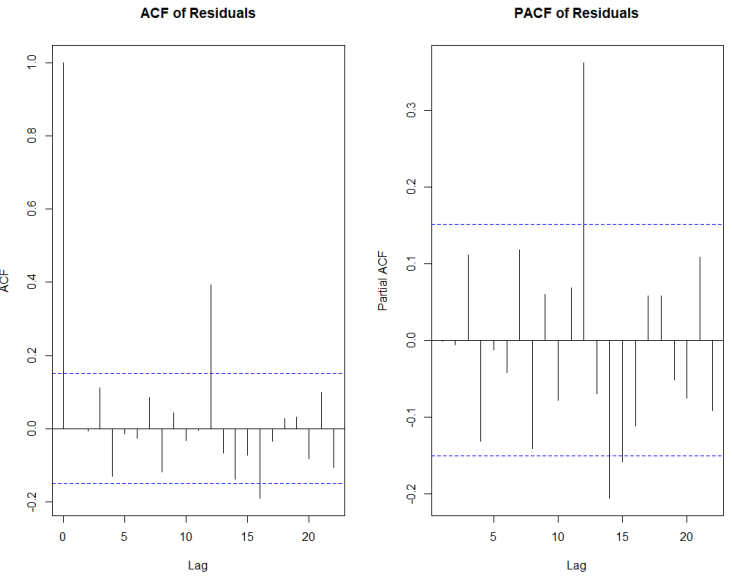 ACF of Residuals
ACF
1.0
0.8
0.6
0.4
0.2
0.0
-0.2
0 5 10 15 20
Lag
PACF of Residuals
Partial ACF
0.3
0.2
0.1
0.0
-0.1
-0.2
5 10 15 20
Lag